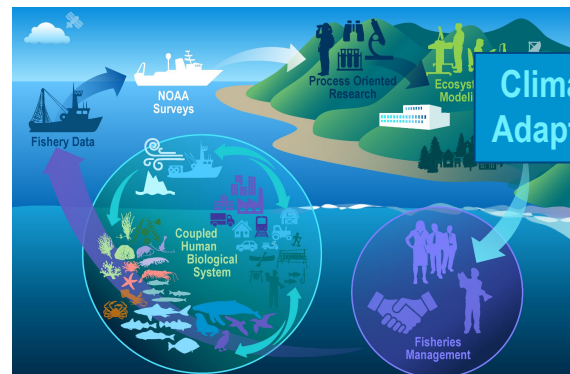 NOAA
Surveys
Process Oriented
Research
Fishery Data
Coupled
Human
Biological
System
Fisheries
Management